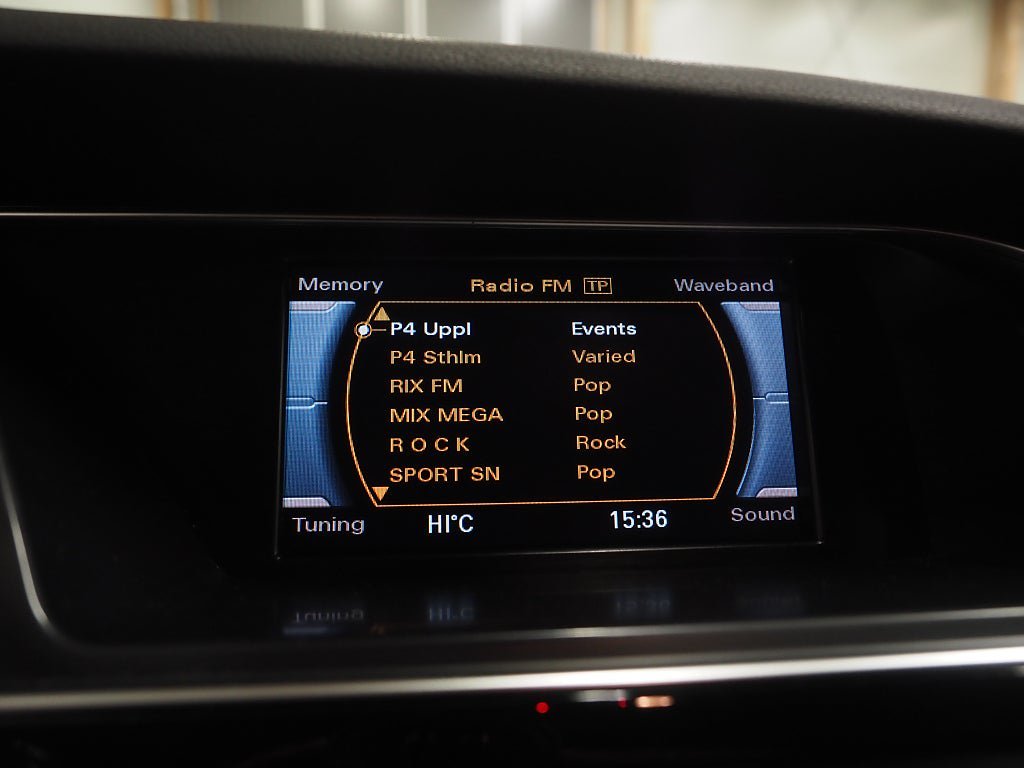 Memory Radio FM TP Waveband
P4 Uppl Events
P4 Sthlm Varied
RIX FM Pop
MIX MEGA Pop
R O C K Rock
SPORT SN Pop
Tuning HI°C 15:36 Sound